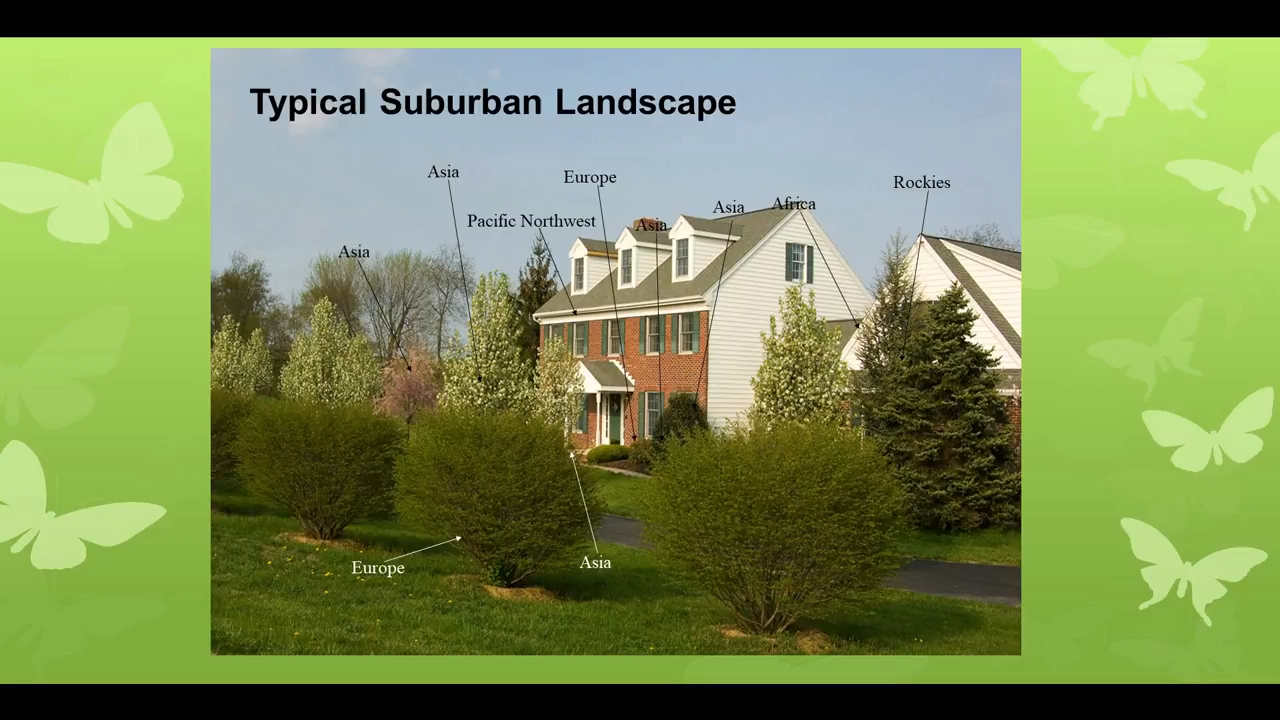 Typical Suburban Landscape
Asia
Europe
Rockies
Africa
Asia
Pacific Northwest
Asia
Asia
Asia
Europe